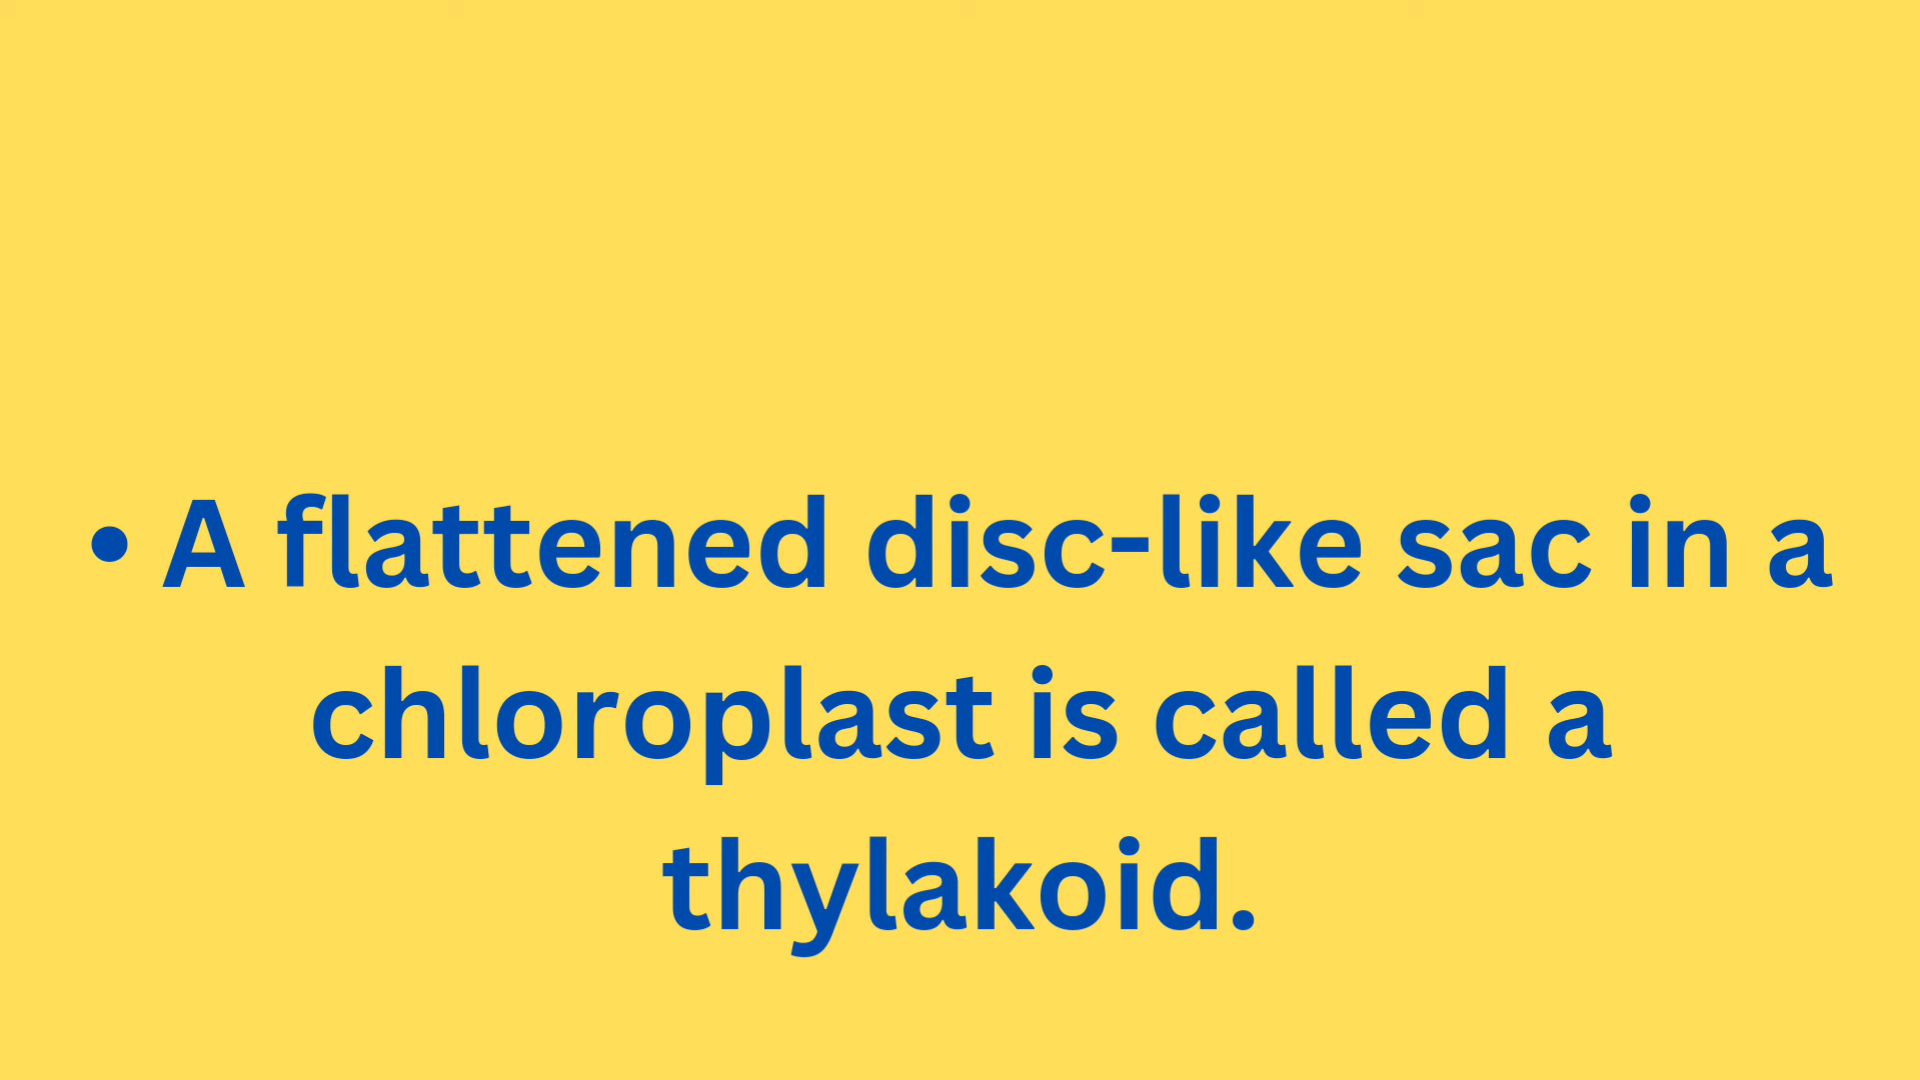 • A flattened disc-like sac in a
chloroplast is called a
thylakoid.